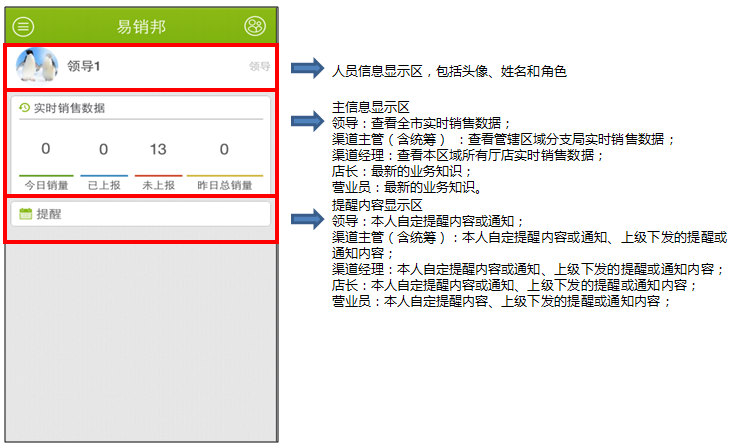 易销邦
领导1
领导
实时销售数据
0
0
13
0
今日销量
已上报
未上报
昨日总销量
提醒
人员信息显示区，包括头像、姓名和角色
主信息显示区
领导：查看全市实时销售数据；
渠道主管（含统筹） ：查看管辖区域分支局实时销售数据；
渠道经理：查看本区域所有厅店实时销售数据；
店长：最新的业务知识；
营业员：最新的业务知识。
提醒内容显示区
领导：本人自定提醒内容或通知；
渠道主管（含统筹）：本人自定提醒内容或通知、上级下发的提醒或
通知内容；
渠道经理：本人自定提醒内容或通知、上级下发的提醒或通知内容；
店长：本人自定提醒内容或通知、上级下发的提醒或通知内容；
营业员：本人自定提醒内容、上级下发的提醒或通知内容；